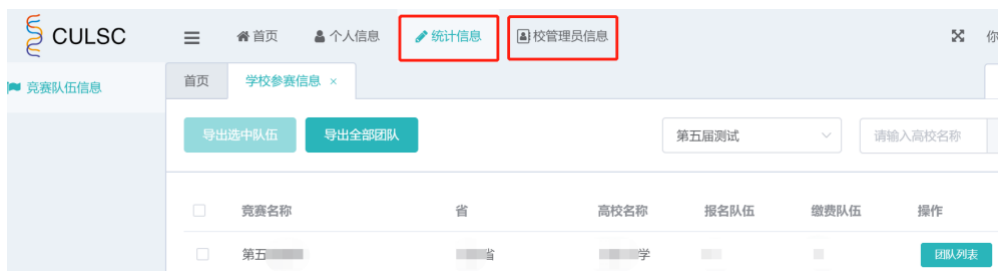 CULSC 首页 个人信息 统计信息 校管理员信息 你
竞赛队伍信息 首页 学校参赛信息 ×
导出选中队伍 导出全部团队 第五届测试 请输入高校名称
竞赛名称 省 高校名称 报名队伍 缴费队伍 操作
第五 省 学 团队列表